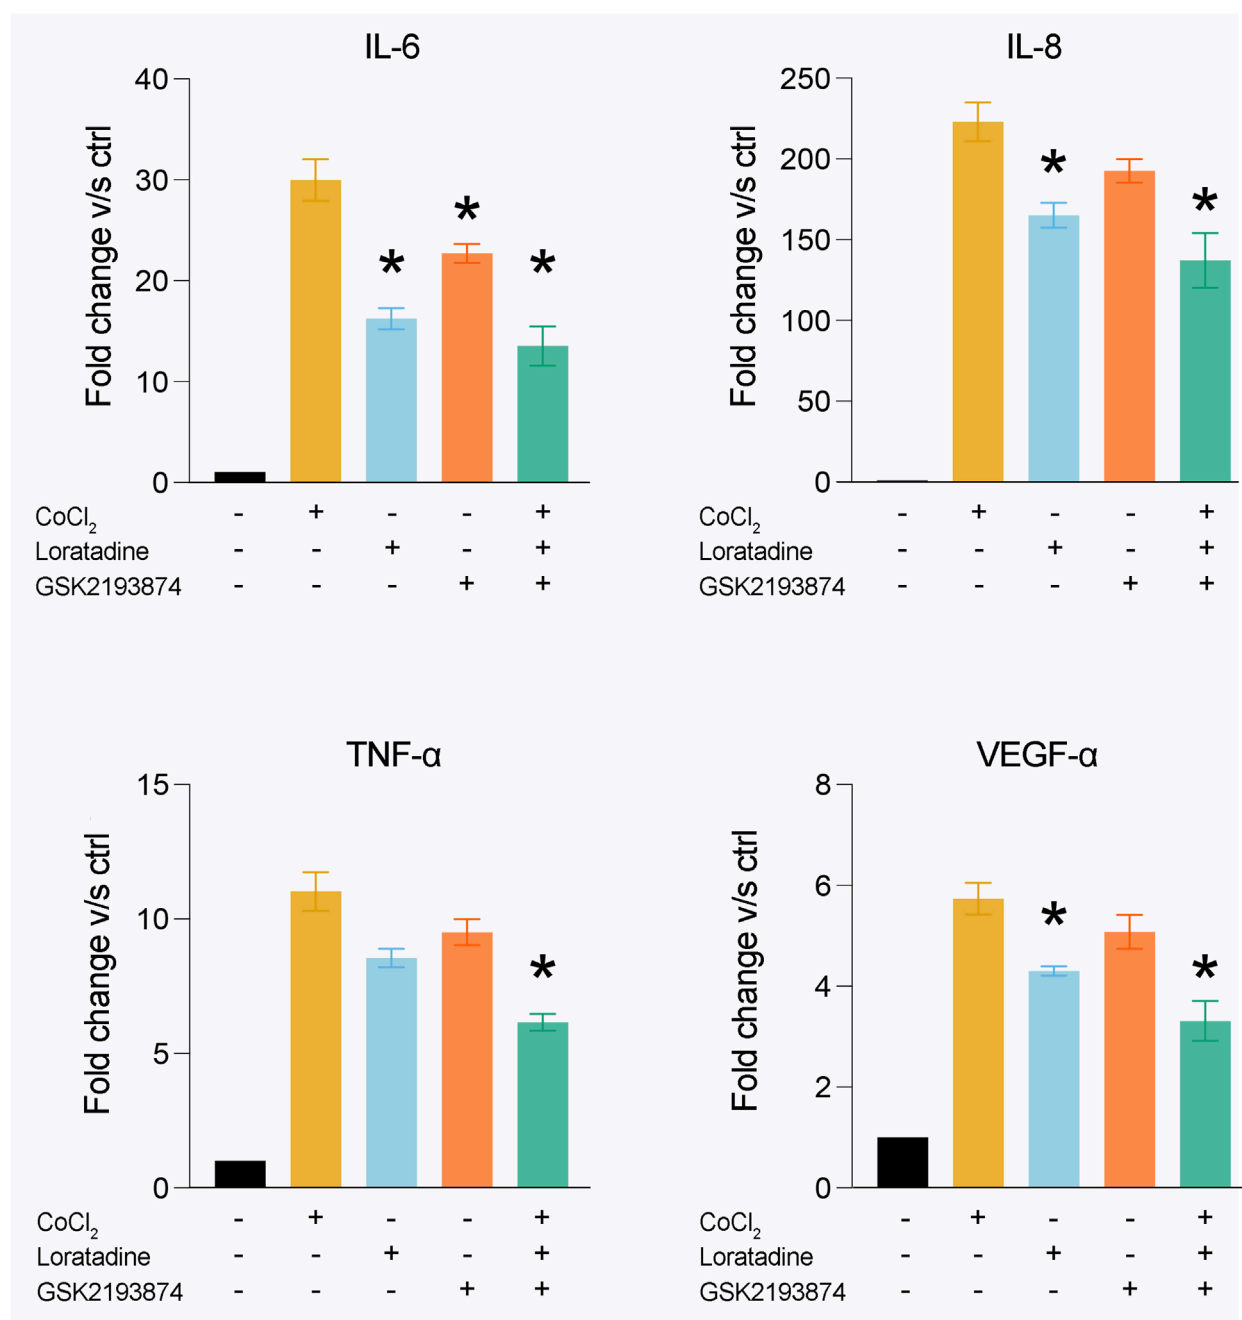 IL-6
40
30
20
10
0
Fold change v/s ctrl
*
*
*
CoCl₂ - + - - +
Loratadine - - + - +
GSK2193874 - - - + +
IL-8
250
200
150
100
50
0
Fold change v/s ctrl
*
*
CoCl₂ - + - - +
Loratadine - - + - +
GSK2193874 - - - + +
TNF-α
15
10
5
0
Fold change v/s ctrl
*
CoCl₂ - + - - +
Loratadine - - + - +
GSK2193874 - - - + +
VEGF-α
8
6
4
2
0
Fold change v/s ctrl
*
*
CoCl₂ - + - - +
Loratadine - - + - +
GSK2193874 - - - + +